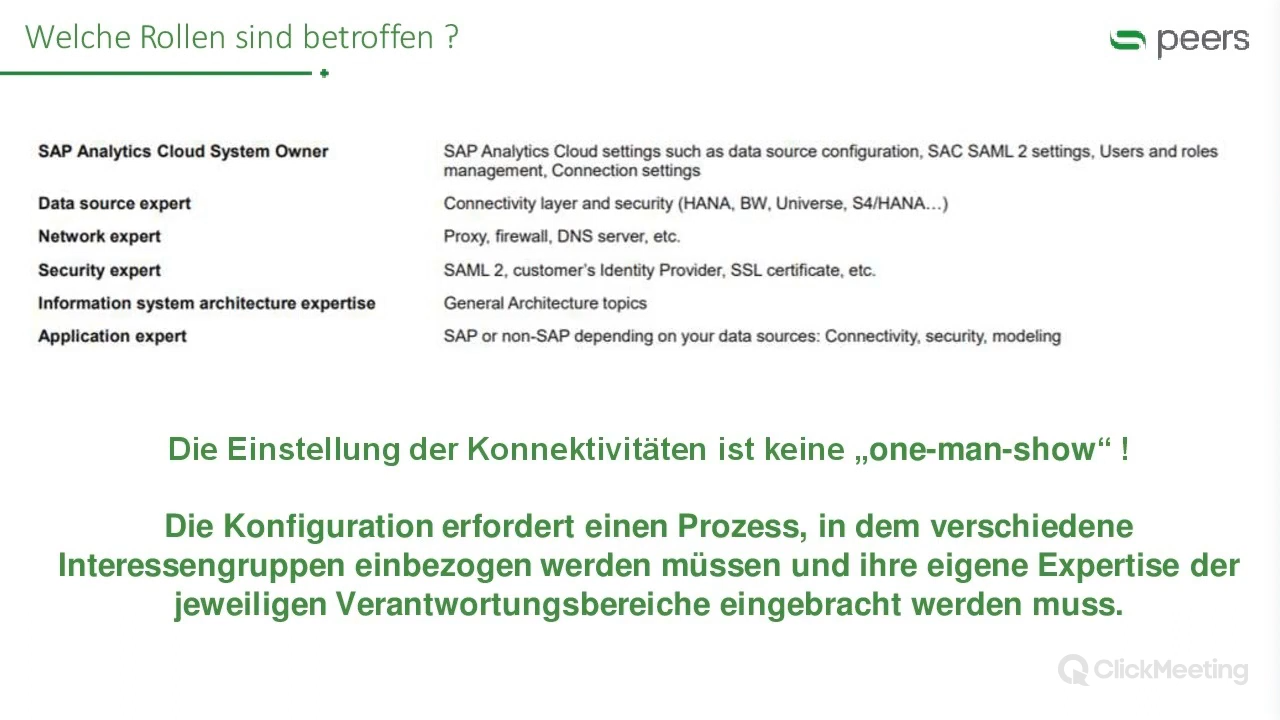 Welche Rollen sind betroffen ?
peers
SAP Analytics Cloud System Owner
SAP Analytics Cloud settings such as data source configuration, SAC SAML 2 settings, Users and roles
management, Connection settings
Data source expert
Connectivity layer and security (HANA, BW, Universe, S4/HANA…)
Network expert
Proxy, firewall, DNS server, etc.
Security expert
SAML 2, customer’s Identity Provider, SSL certificate, etc.
Information system architecture expertise
General Architecture topics
Application expert
SAP or non-SAP depending on your data sources: Connectivity, security, modeling
Die Einstellung der Konnektivitäten ist keine „one-man-show“ !
Die Konfiguration erfordert einen Prozess, in dem verschiedene
Interessengruppen einbezogen werden müssen und ihre eigene Expertise der
jeweiligen Verantwortungsbereiche eingebracht werden muss.
ClickMeeting